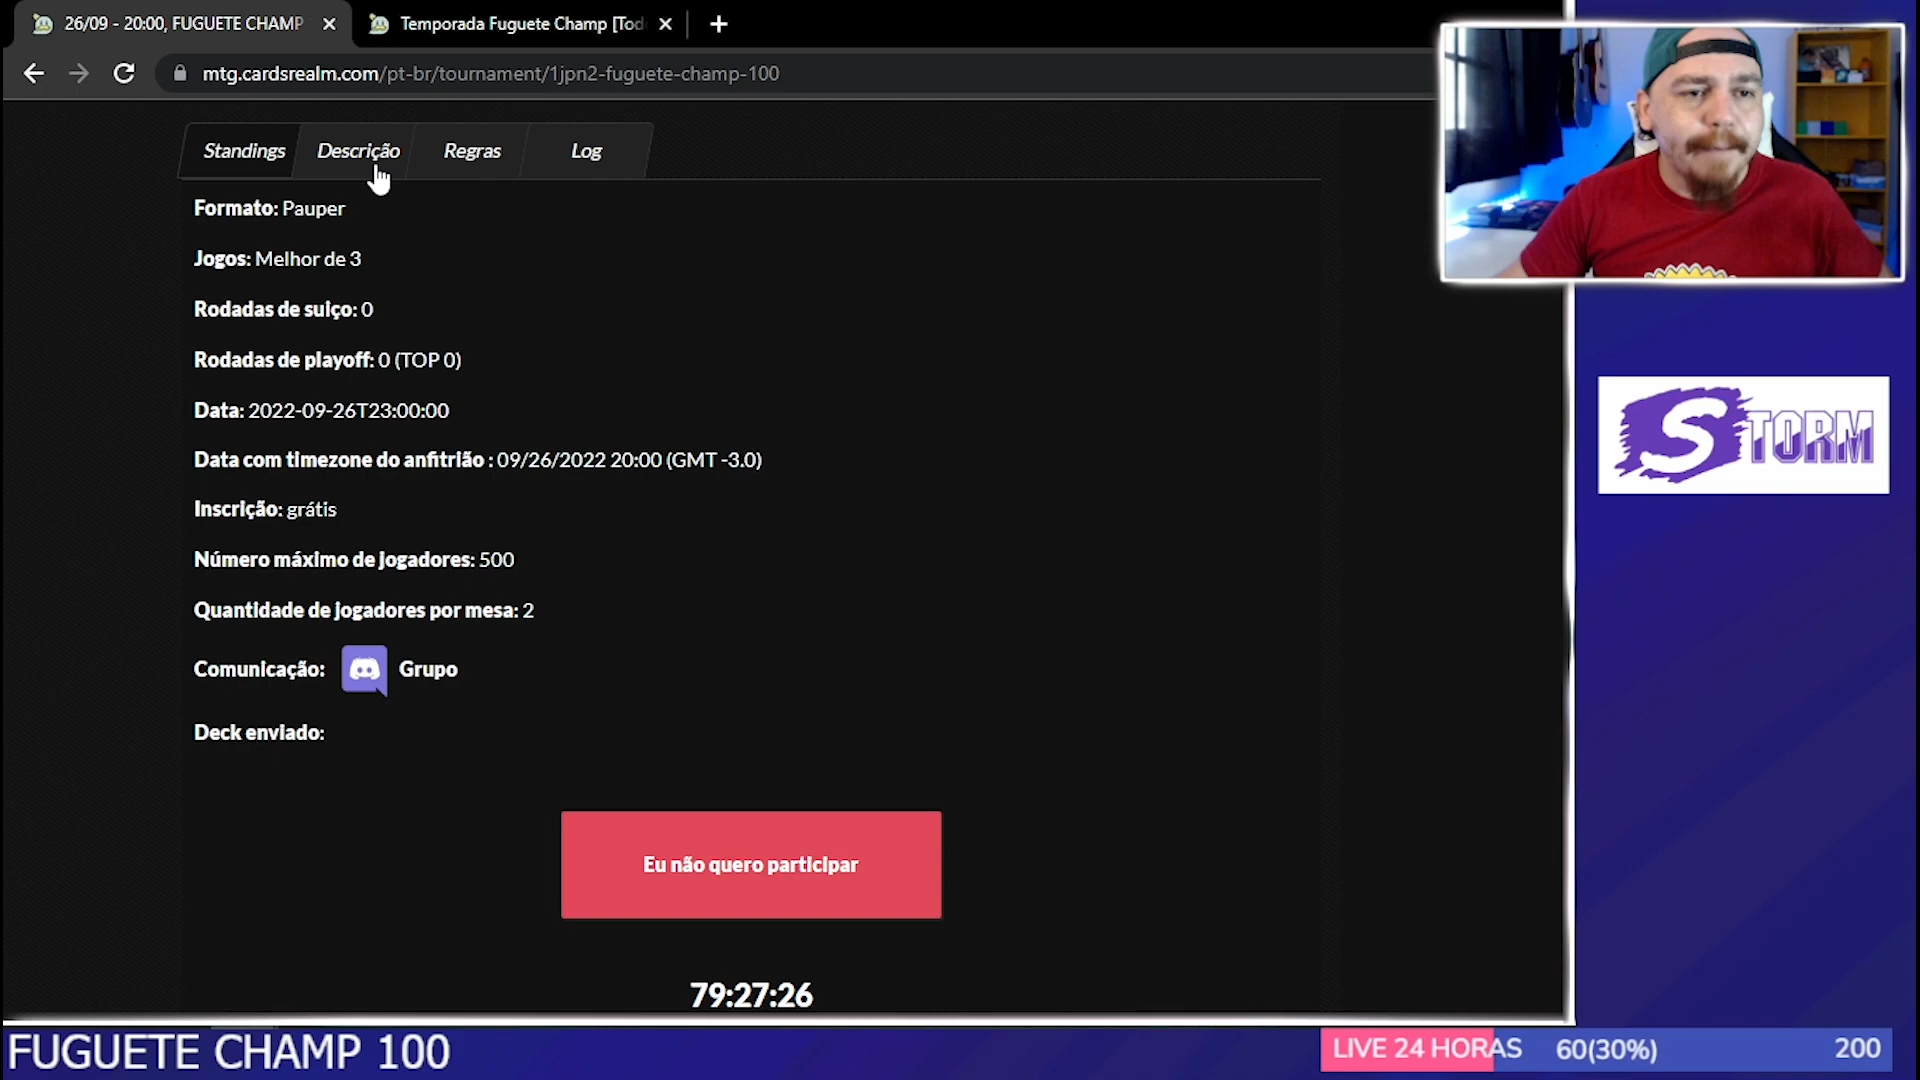 26/09 - 20:00, FUGUETE CHAMP
Temporada Fuguete Champ [Tod
mtg.cardsrealm.com/pt-br/tournament/1jpn2-fuguete-champ-100
Standings
Descrição
Regras
Log
Formato: Pauper
Jogos: Melhor de 3
Rodadas de suiço: 0
Rodadas de playoff: 0 (TOP 0)
Data: 2022-09-26T23:00:00
Data com timezone do anfitrião : 09/26/2022 20:00 (GMT -3.0)
Inscrição: grátis
Número máximo de jogadores: 500
Quantidade de jogadores por mesa: 2
Comunicação: Grupo
Deck enviado:
Eu não quero participar
79:27:26
STORM
FUGUETE CHAMP 100
LIVE 24 HORAS 60(30%) 200